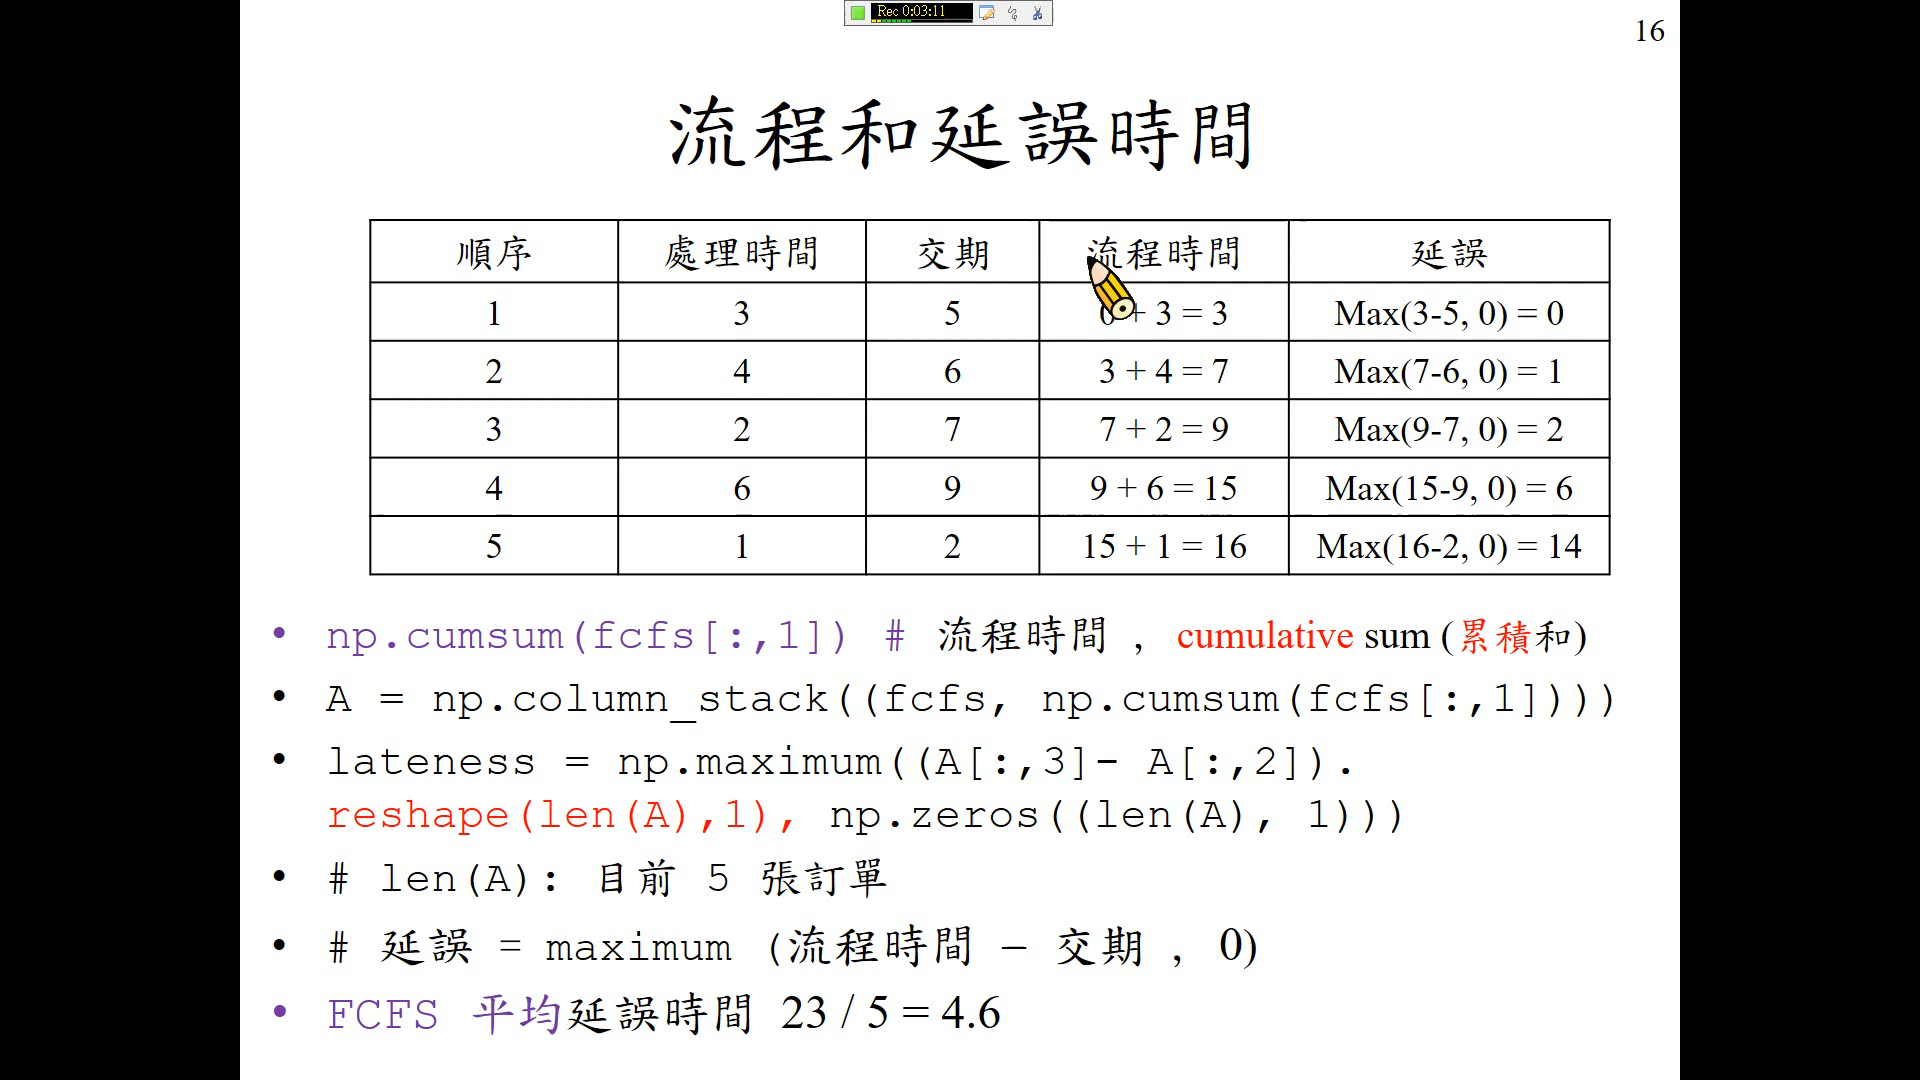 Rec 0:03:11
16
流程和延誤時間
順序 處理時間 交期 流程時間 延誤
1 3 5 0 + 3 = 3 Max(3-5, 0) = 0
2 4 6 3 + 4 = 7 Max(7-6, 0) = 1
3 2 7 7 + 2 = 9 Max(9-7, 0) = 2
4 6 9 9 + 6 = 15 Max(15-9, 0) = 6
5 1 2 15 + 1 = 16 Max(16-2, 0) = 14
• np.cumsum(fcfs[:,1]) # 流程時間 , cumulative sum (累積和)
• A = np.column_stack((fcfs, np.cumsum(fcfs[:,1])))
• lateness = np.maximum((A[:,3]- A[:,2]).
reshape(len(A),1), np.zeros((len(A), 1)))
• # len(A): 目前 5 張訂單
• # 延誤 = maximum (流程時間 – 交期 , 0)
• FCFS 平均延誤時間 23 / 5 = 4.6